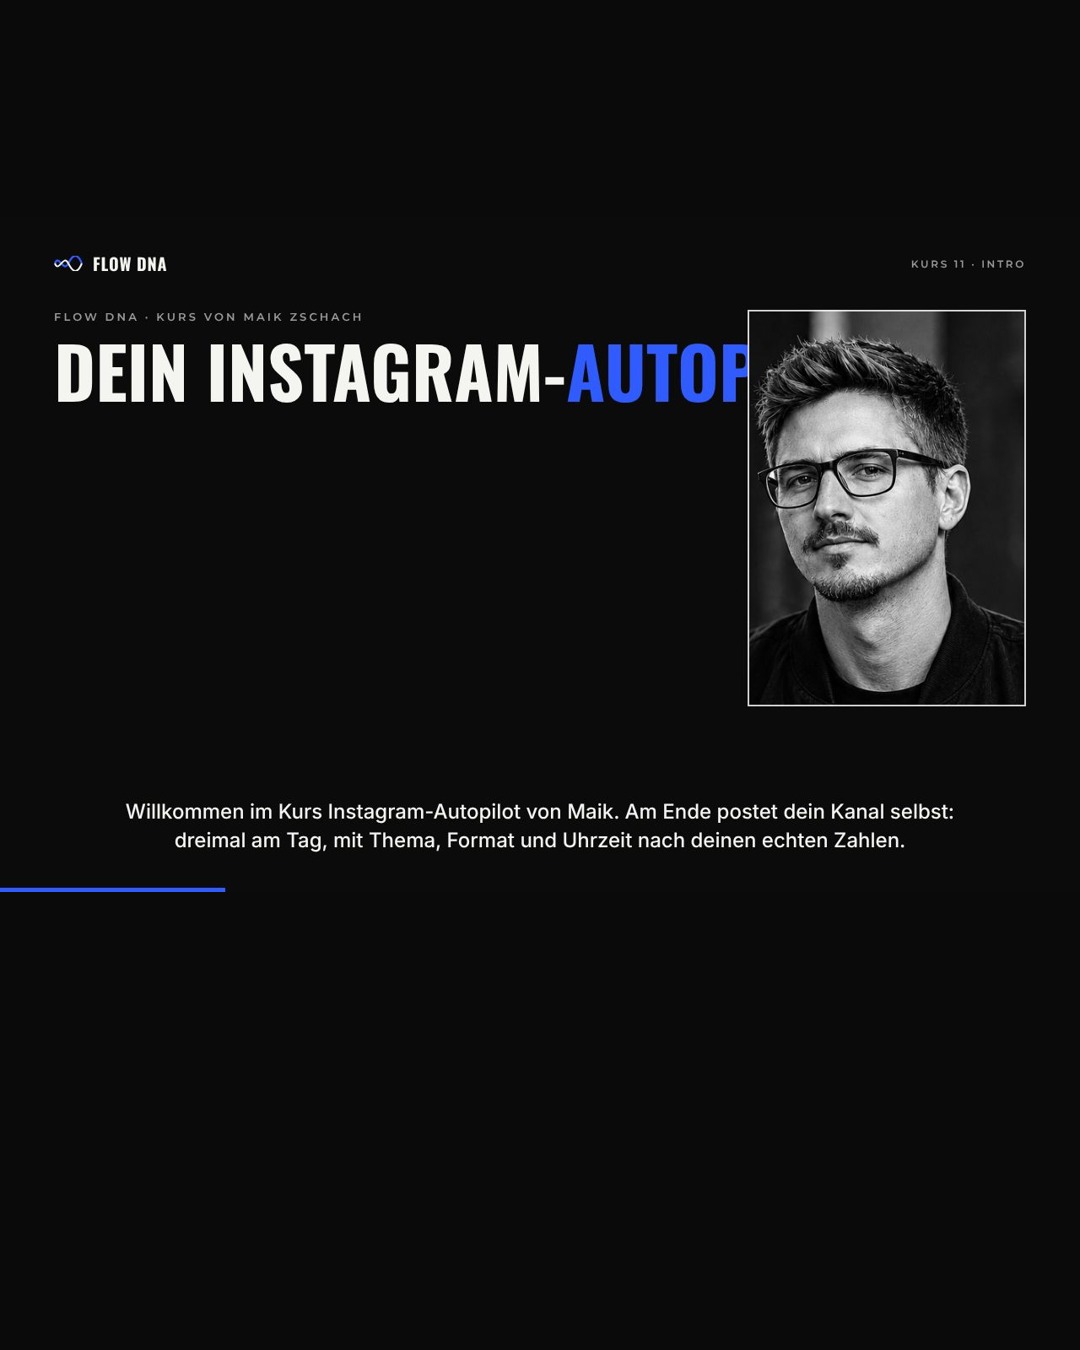 FLOW DNA
KURS 11 · INTRO
FLOW DNA · KURS VON MAIK ZSCHACH
DEIN INSTAGRAM-AUTOP
Willkommen im Kurs Instagram-Autopilot von Maik. Am Ende postet dein Kanal selbst:
dreimal am Tag, mit Thema, Format und Uhrzeit nach deinen echten Zahlen.